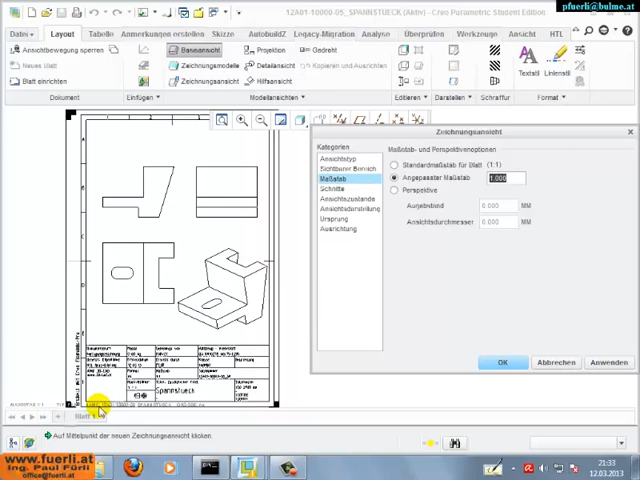 pfuerli@bulme.at
12A01-10000-05_SPANNSTUECK (Aktiv) - Creo Parametric Student Edition
Datei Layout Tabelle Anmerkungen erstellen Skizze AutobuildZ Legacy-Migration Analyse Überprüfen Werkzeuge Ansicht HTL
Ansichtbewegung sperren
Neues Blatt
Blatt einrichten
Basisansicht
Zeichnungsmodelle
Zeichnungsansicht
Projektion
Detailansicht
Hilfsansicht
Gedreht
Kopieren und Ausrichten
Textstil
Linienstil
Dokument
Einfügen
Modellansichten
Editieren
Darstellen
Schraffur
Format
Zeichnungsansicht
Kategorien
Ansichtstyp
Sichtbarer Bereich
Maßstab
Schnitte
Ansichtszustände
Ansichtsdarstellung
Ursprung
Ausrichtung
Maßstab- und Perspektivenoptionen
Standardmaßstab für Blatt (1:1)
Angepasster Maßstab 1.000
Perspektive
Augabstand 0.000 MM
Ansichtsdurchmesser 0.000 MM
OK Abbrechen Anwenden
Spannstueck
Blatt 1
Auf Mittelpunkt der neuen Zeichnungsansicht klicken.
www.fuerli.at
Ing. Paul Fürli
office@fuerli.at
21:33
12.03.2013